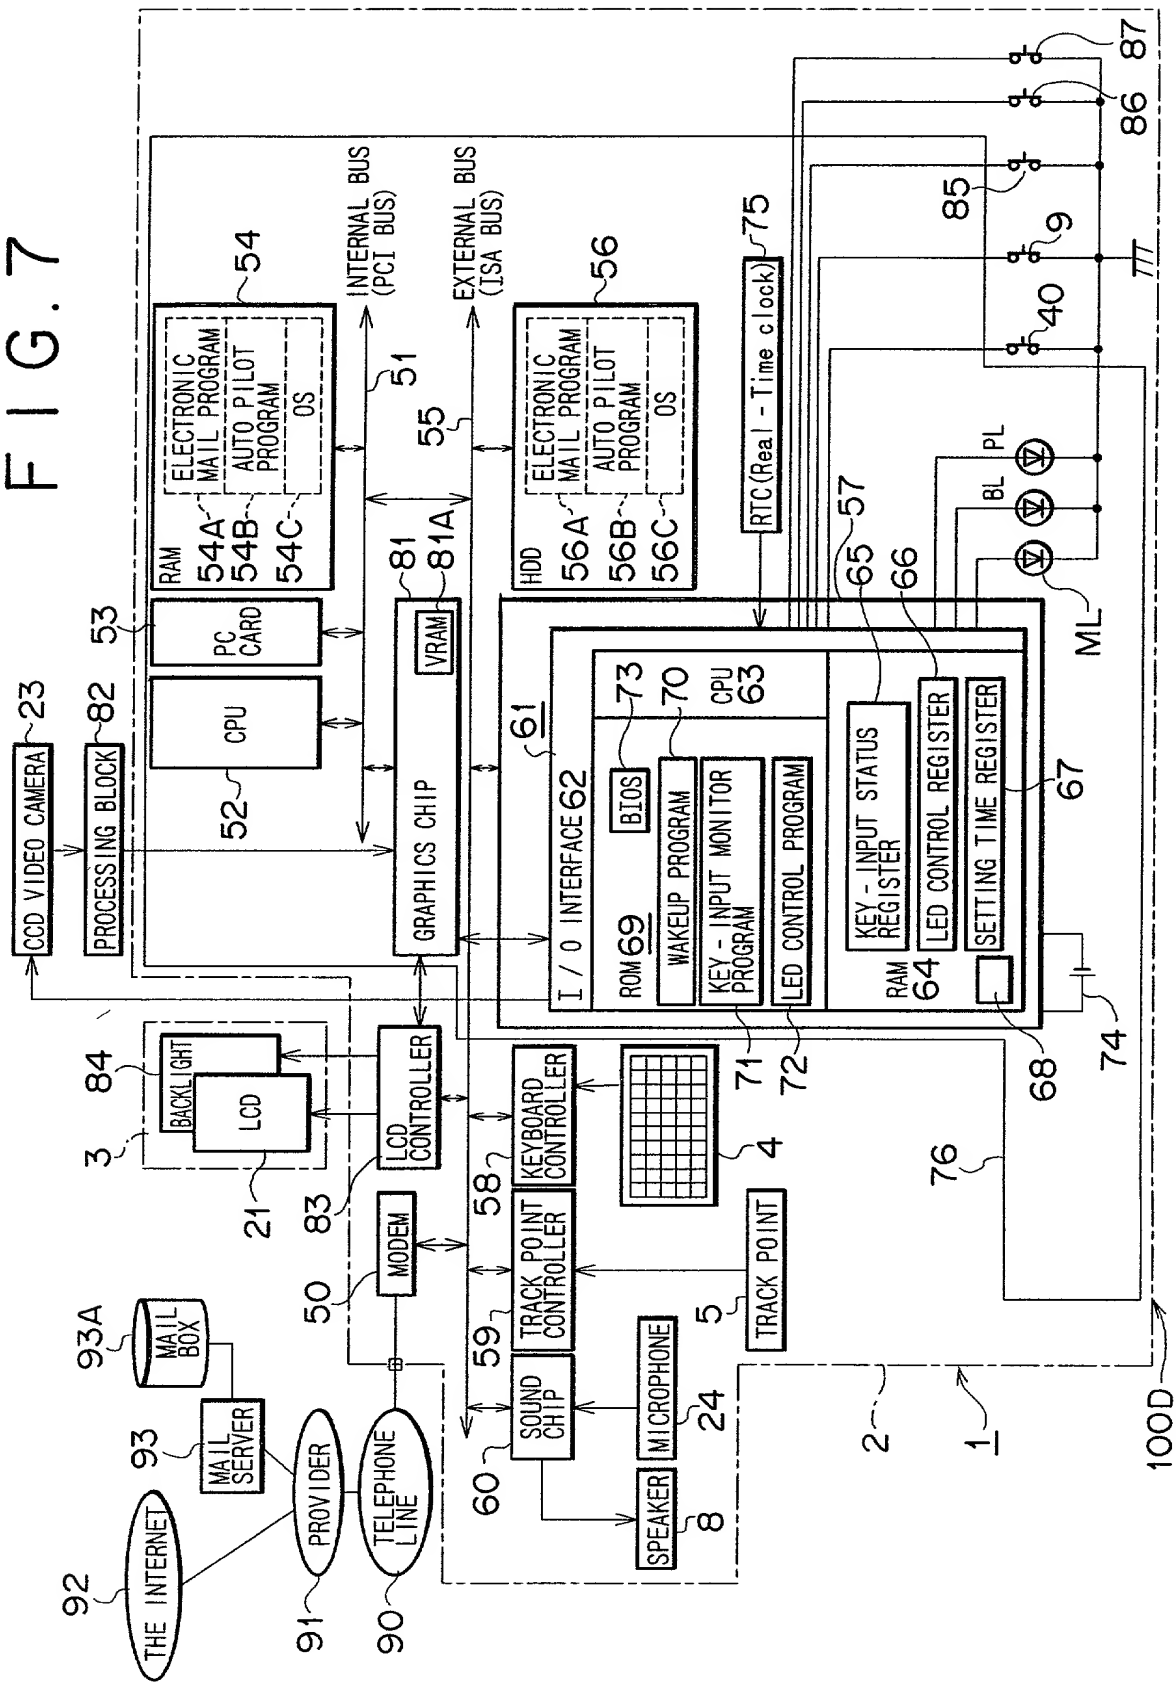 FIG. 7
92
THE INTERNET
93A
MAIL
BOX
93
MAIL
SERVER
91
PROVIDER
90
TELEPHONE
LINE
3
84
BACKLIGHT
LCD
21
23
CCD VIDEO CAMERA
82
PROCESSING BLOCK
53
PC
CARD
CPU
52
RAM
54
ELECTRONIC
MAIL PROGRAM
AUTO PILOT
PROGRAM
OS
54A
54B
54C
INTERNAL BUS
(PCI BUS)
51
50
MODEM
83
LCD
CONTROLLER
GRAPHICS CHIP
81
VRAM
81A
EXTERNAL BUS
(ISA BUS)
55
60
SOUND
CHIP
59
TRACK POINT
CONTROLLER
58
KEYBOARD
CONTROLLER
HDD
56
ELECTRONIC
MAIL PROGRAM
AUTO PILOT
PROGRAM
OS
56A
56B
56C
SPEAKER
8
MICROPHONE
24
5
TRACK POINT
4
61
I/O INTERFACE 62
ROM 69
BIOS
73
WAKEUP PROGRAM
70
KEY-INPUT MONITOR
PROGRAM
71
LED CONTROL PROGRAM
72
CPU
63
RAM
64
KEY-INPUT STATUS
REGISTER
65
LED CONTROL REGISTER
66
SETTING TIME REGISTER
67
68
57
74
76
RTC(Real-Time clock)
75
ML
BL
PL
40
9
85
86
87
2
1
100D